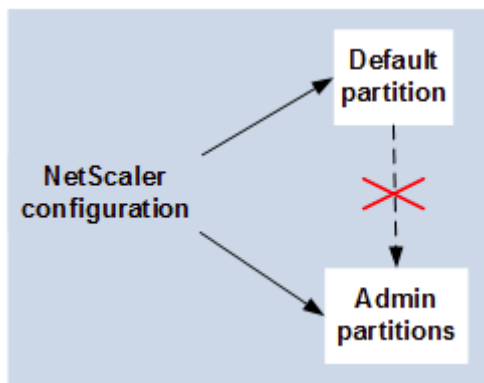 Default
partition
NetScaler
configuration
Admin
partitions